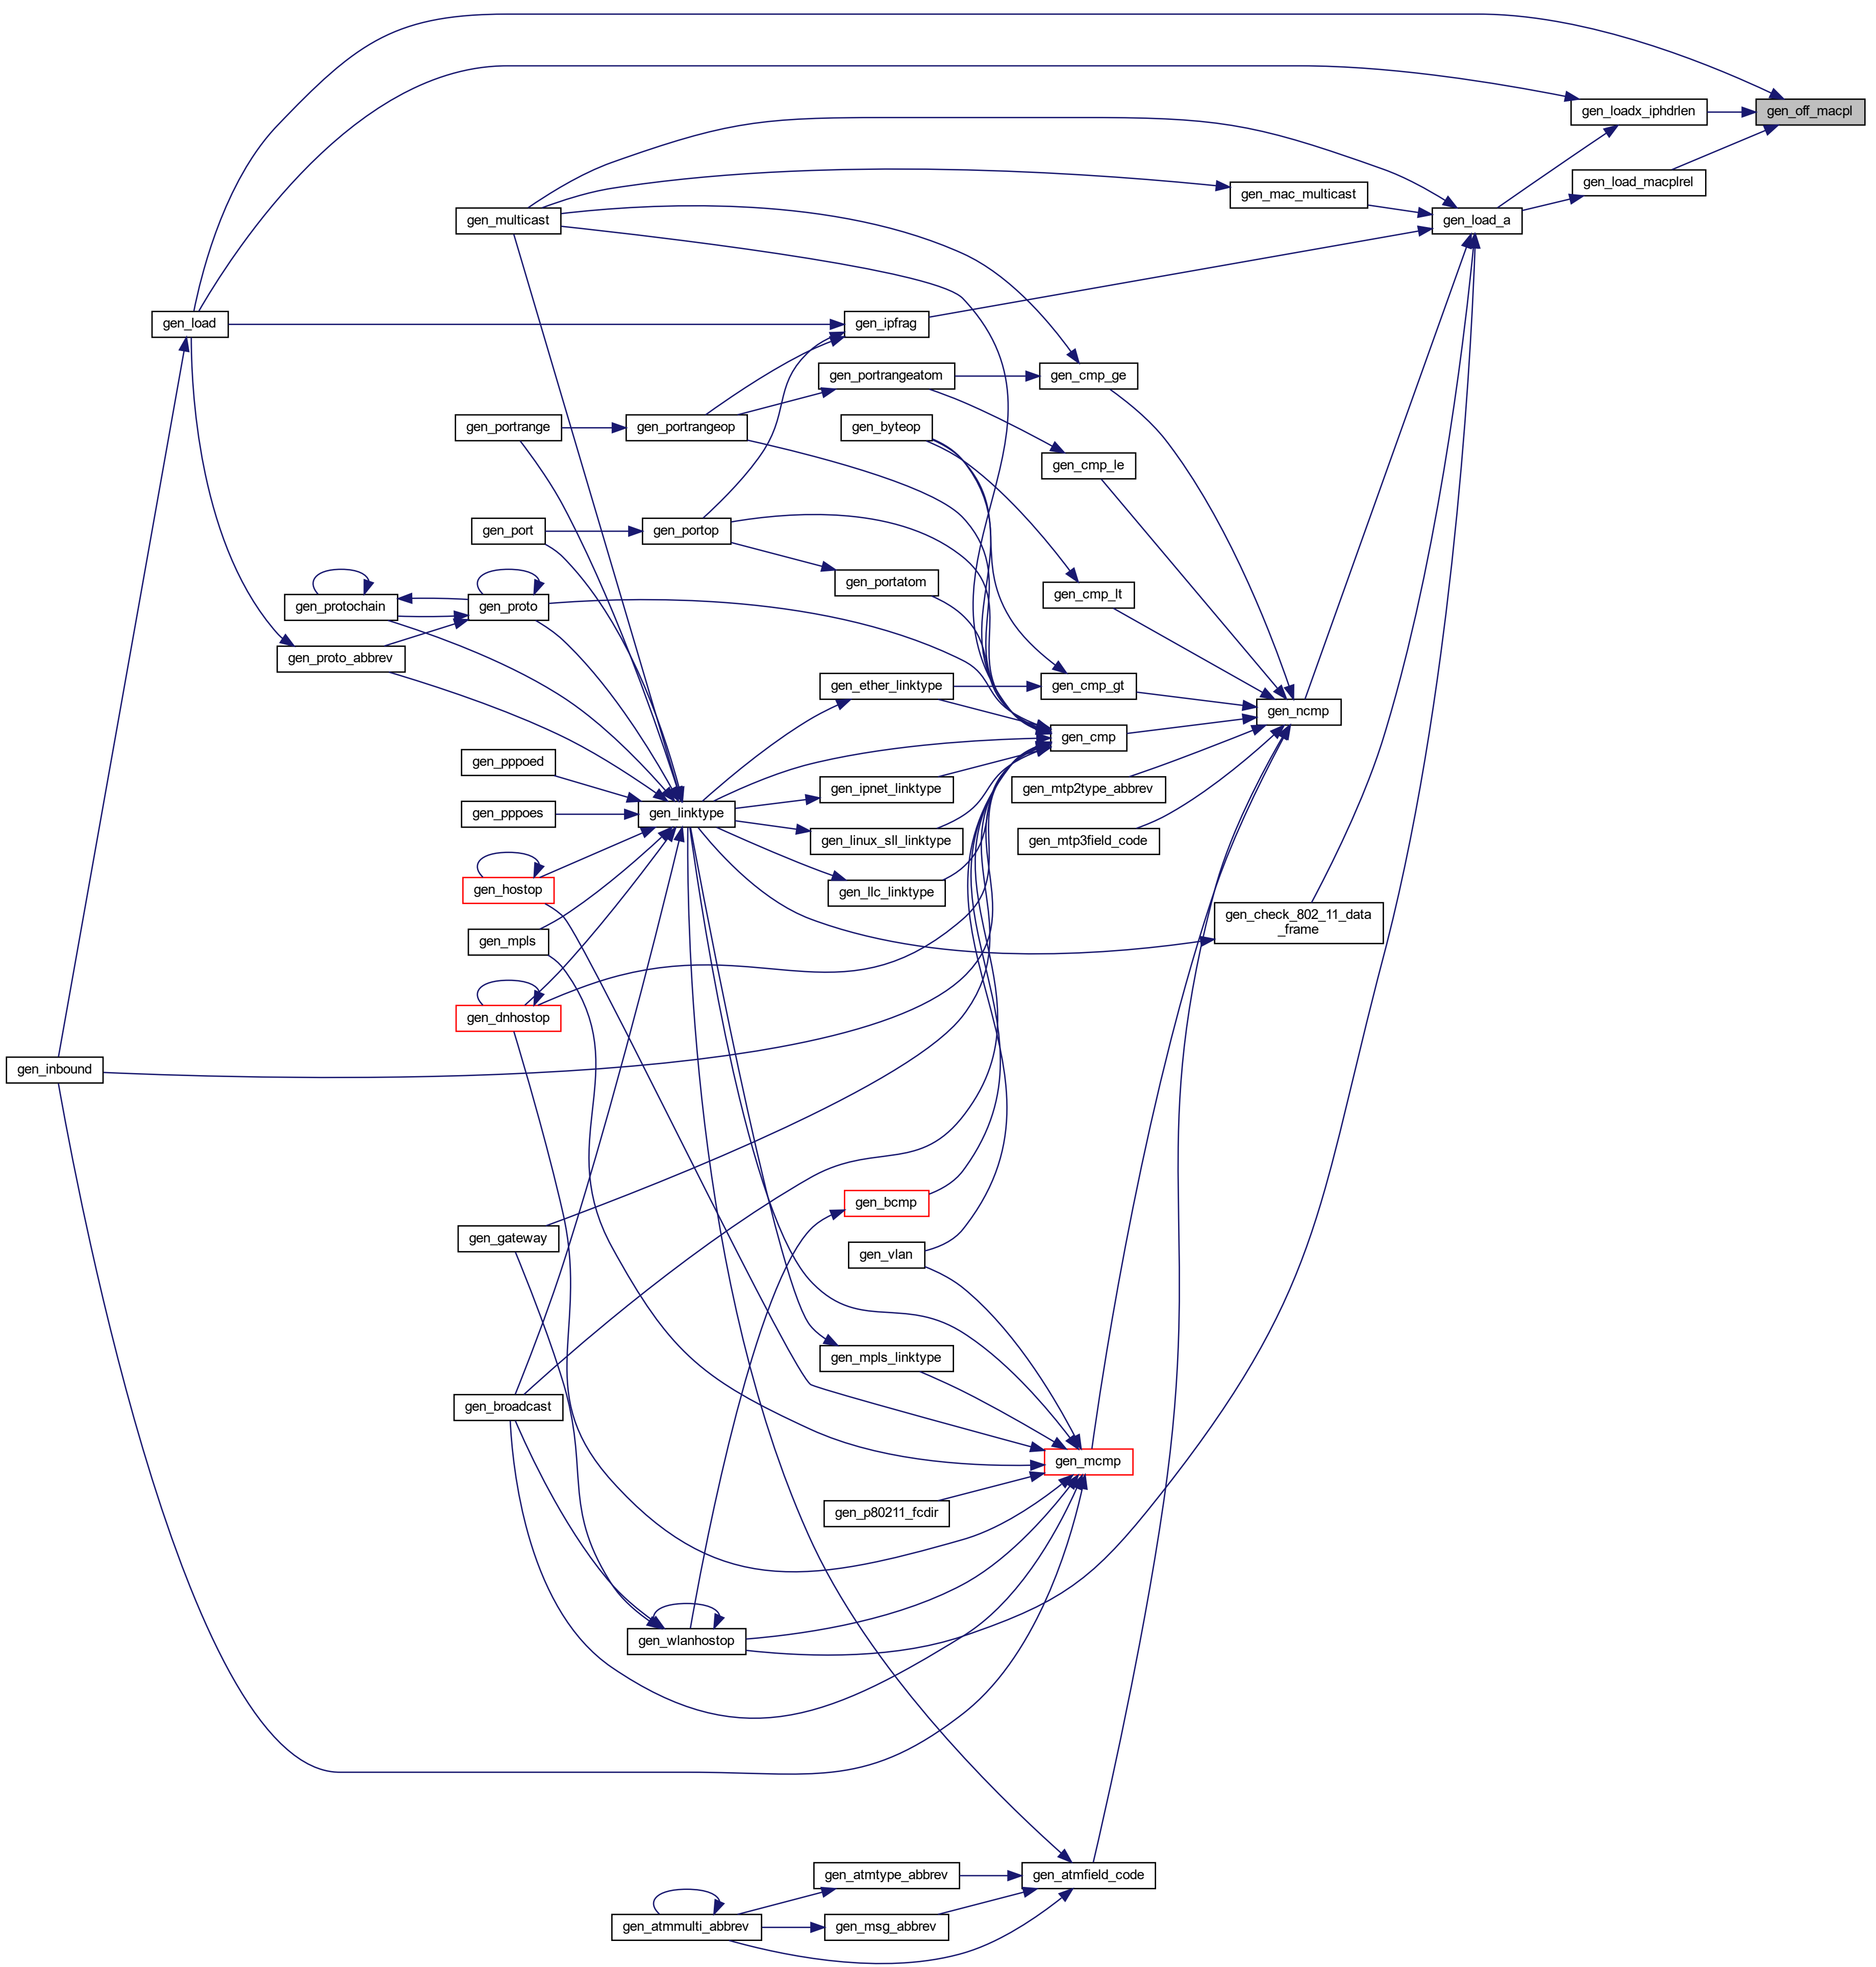 gen_off_macpl
gen_loadx_iphdrlen
gen_load_macplrel
gen_mac_multicast
gen_load_a
gen_multicast
gen_load
gen_ipfrag
gen_portrangeatom
gen_cmp_ge
gen_portrange
gen_portrangeop
gen_byteop
gen_cmp_le
gen_port
gen_portop
gen_portatom
gen_cmp_lt
gen_protochain
gen_proto
gen_proto_abbrev
gen_ether_linktype
gen_cmp_gt
gen_ncmp
gen_cmp
gen_pppoed
gen_ipnet_linktype
gen_mtp2type_abbrev
gen_pppoes
gen_linktype
gen_linux_sll_linktype
gen_mtp3field_code
gen_hostop
gen_llc_linktype
gen_check_802_11_data
_frame
gen_mpls
gen_dnhostop
gen_inbound
gen_bcmp
gen_gateway
gen_vlan
gen_mpls_linktype
gen_broadcast
gen_mcmp
gen_p80211_fcdir
gen_wlanhostop
gen_atmtype_abbrev
gen_atmfield_code
gen_atmmulti_abbrev
gen_msg_abbrev